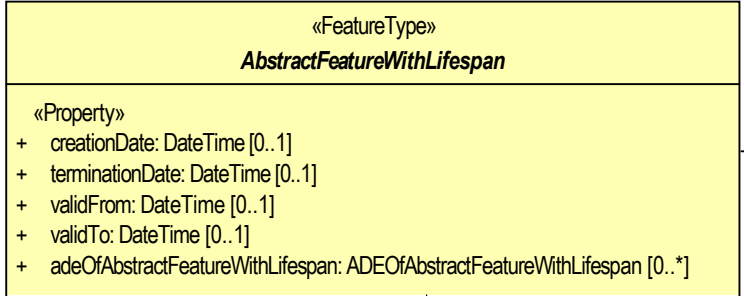 «FeatureType»
AbstractFeatureWithLifespan
«Property»
+ creationDate: DateTime [0..1]
+ terminationDate: DateTime [0..1]
+ validFrom: DateTime [0..1]
+ validTo: DateTime [0..1]
+ adeOfAbstractFeatureWithLifespan: ADEOfAbstractFeatureWithLifespan [0..*]